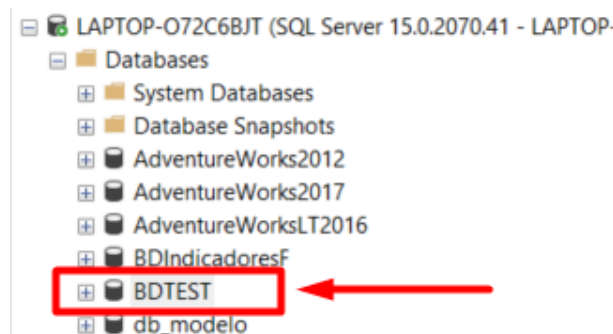 LAPTOP-O72C6BJT (SQL Server 15.0.2070.41 - LAPTOP-
Databases
System Databases
Database Snapshots
AdventureWorks2012
AdventureWorks2017
AdventureWorksLT2016
BDIndicadoresF
BDTEST
db_modelo